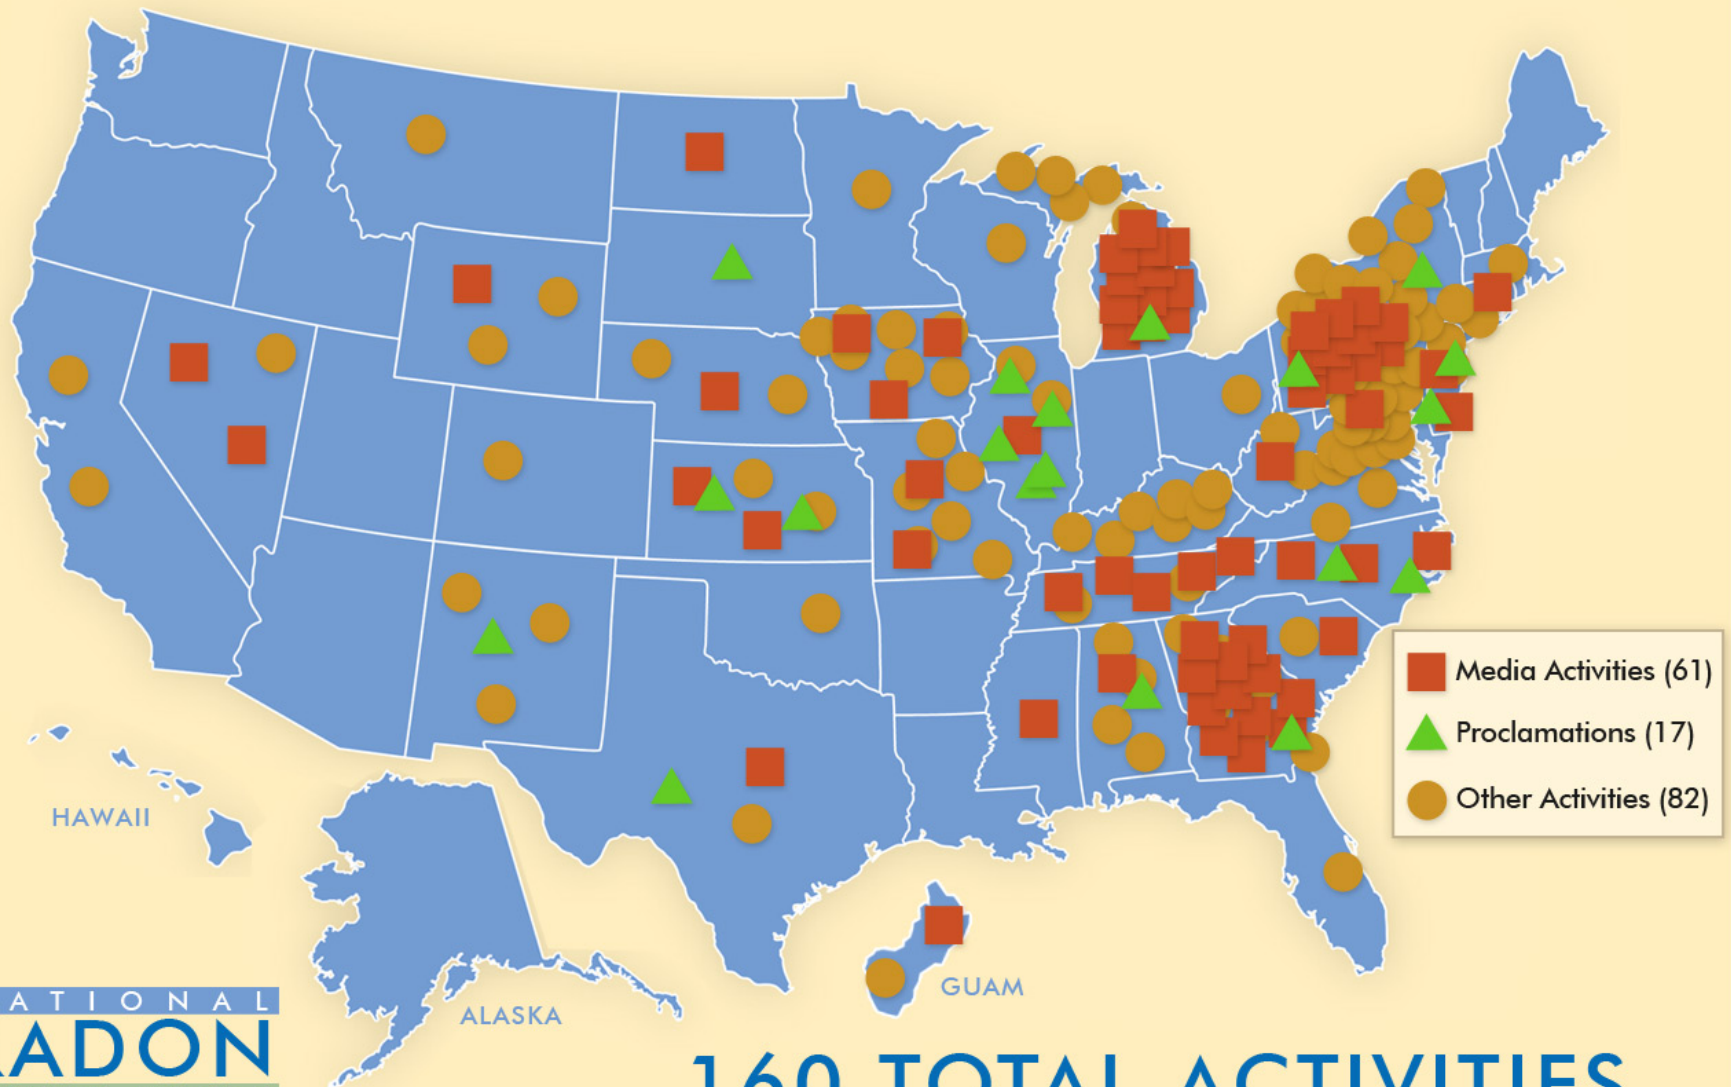 Media Activities (61)
Proclamations (17)
Other Activities (82)
HAWAII
ALASKA
GUAM
ATIONAL
ADON
160 TOTAL ACTIVITIES